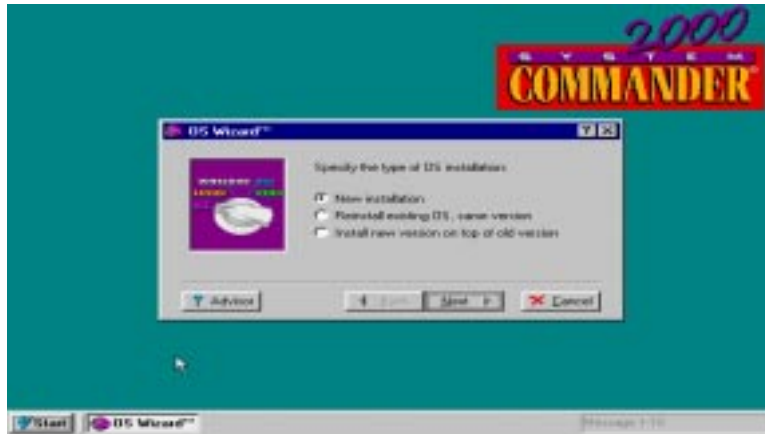 2000
SYSTEM
COMMANDER
OS Wizard™
Specify the type of OS installation:
New installation
Reinstall existing OS, same version
Install new version on top of old version
? Advisor
Back
Next
Cancel
Start
OS Wizard™